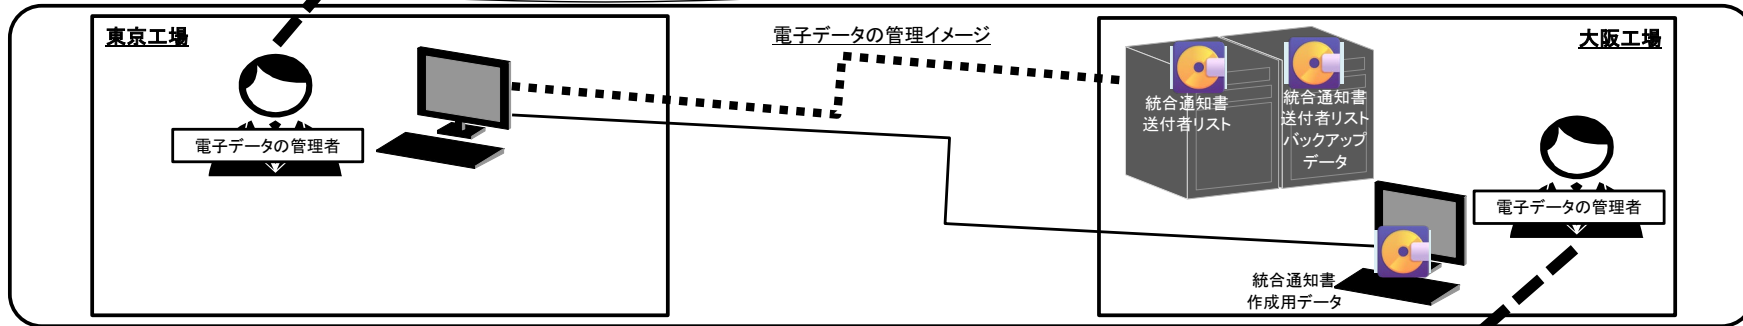 東京工場
電子データの管理イメージ
大阪工場
電子データの管理者
統合通知書
送付者リスト
統合通知書
送付者リスト
バックアップ
データ
電子データの管理者
統合通知書
作成用データ